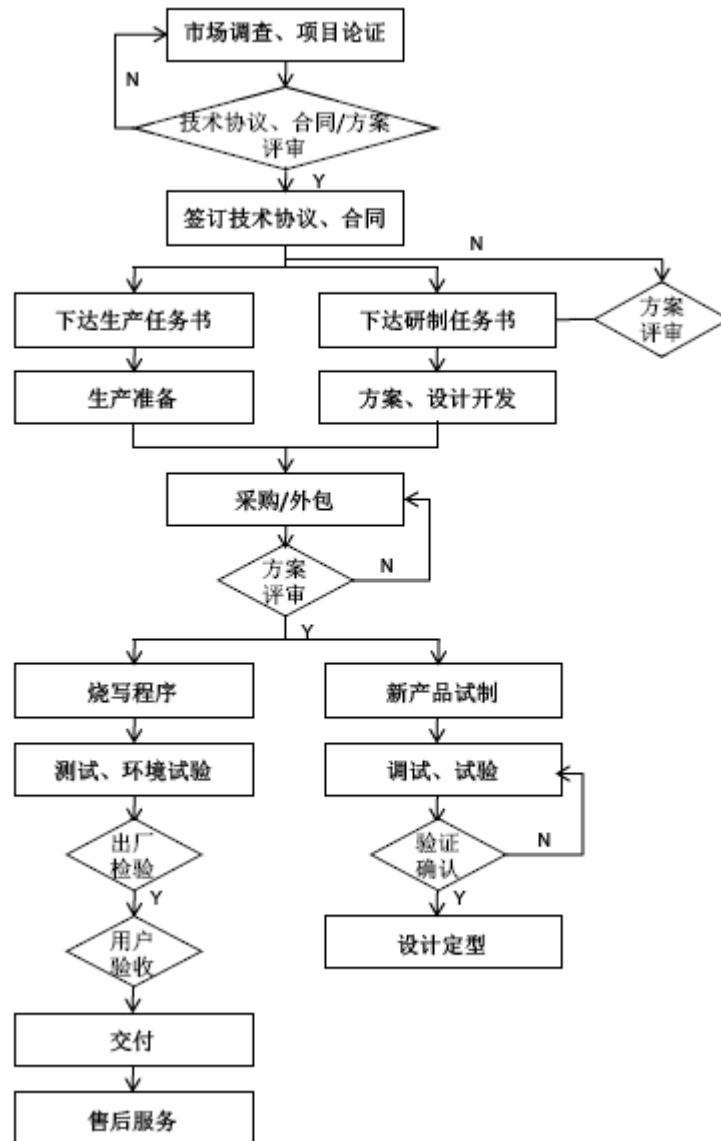 市场调查、项目论证
N
技术协议、合同/方案
评审
Y
签订技术协议、合同
N
下达生产任务书
下达研制任务书
方案
评审
生产准备
方案、设计开发
采购/外包
方案
评审
N
Y
烧写程序
新产品试制
测试、环境试验
调试、试验
出厂
检验
验证
确认
N
Y
Y
用户
验收
设计定型
交付
售后服务